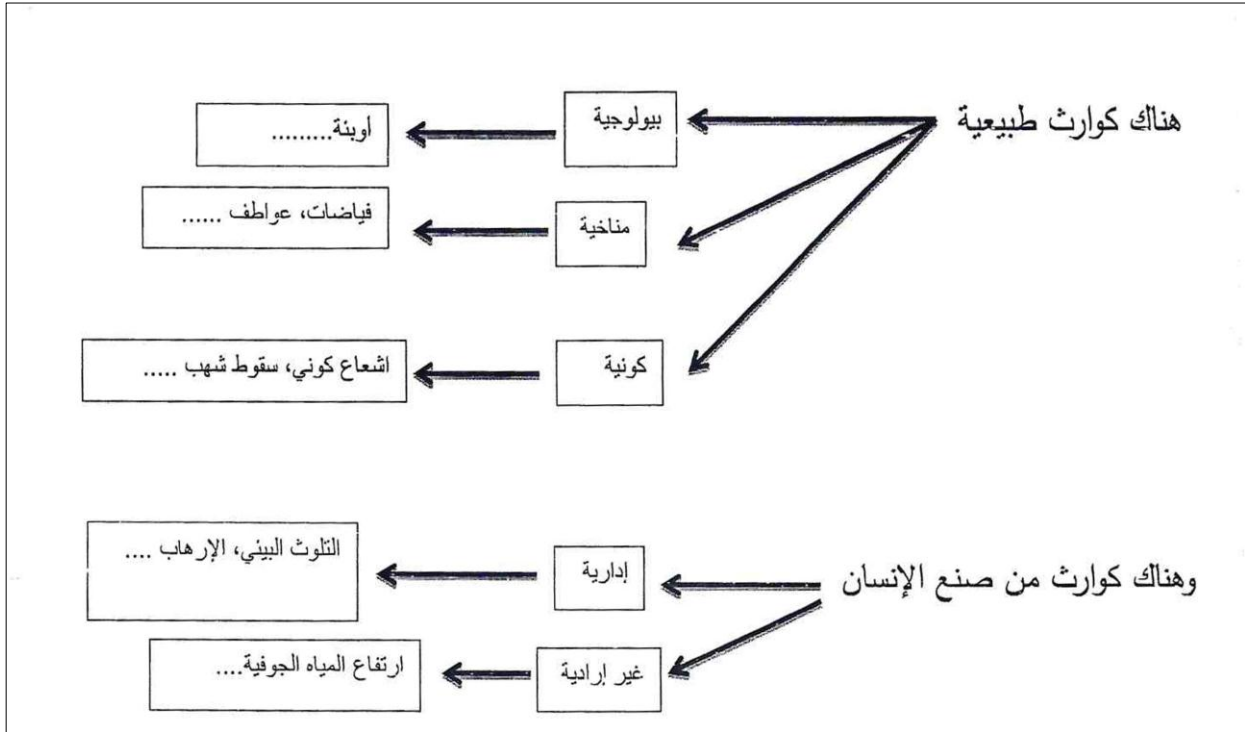 هناك كوارث طبيعية
بيولوجية
أوبئة.........
مناخية
فياضات، عواطف ......
كونية
اشعاع كوني، سقوط شهب .....
وهناك كوارث من صنع الإنسان
إدارية
التلوث البيئي، الإرهاب ....
غير إرادية
ارتفاع المياه الجوفية....